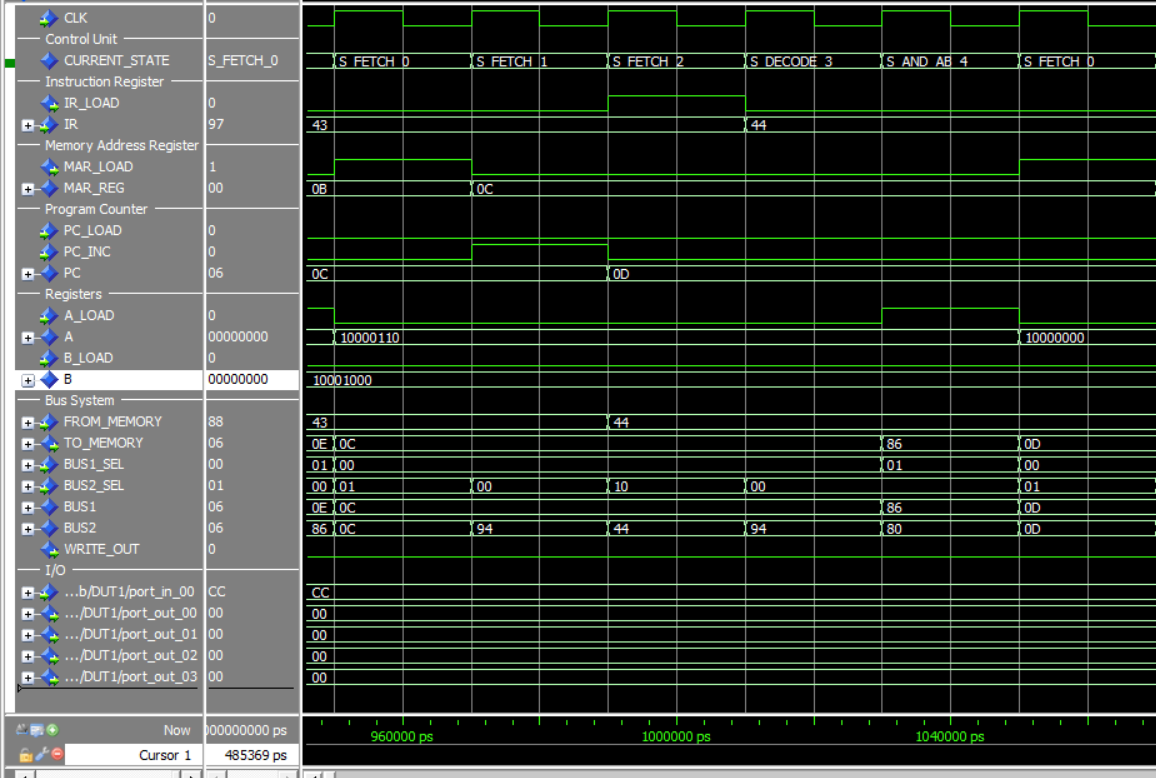 CLK 0
Control Unit
CURRENT_STATE S_FETCH_0 S_FETCH_0 S_FETCH_1 S_FETCH_2 S_DECODE_3 S_AND_AB_4 S_FETCH_0
Instruction Register
IR_LOAD 0
IR 97 43 44
Memory Address Register
MAR_LOAD 1
MAR_REG 00 0B 0C
Program Counter
PC_LOAD 0
PC_INC 0
PC 06 0C 0D
Registers
A_LOAD 0
A 00000000 10000110 10000000
B_LOAD 0
B 00000000 10001000
Bus System
FROM_MEMORY 88 43 44
TO_MEMORY 06 0E 0C 86 0D
BUS1_SEL 00 01 00 01 00
BUS2_SEL 01 00 01 00 10 00 01
BUS1 06 0E 0C 86 0D
BUS2 06 86 0C 94 44 94 80 0D
WRITE_OUT 0
I/O
...b/DUT1/port_in_00 CC CC
.../DUT1/port_out_00 00 00
.../DUT1/port_out_01 00 00
.../DUT1/port_out_02 00 00
.../DUT1/port_out_03 00 00
Now 000000000 ps 960000 ps 1000000 ps 1040000 ps
Cursor 1 485369 ps